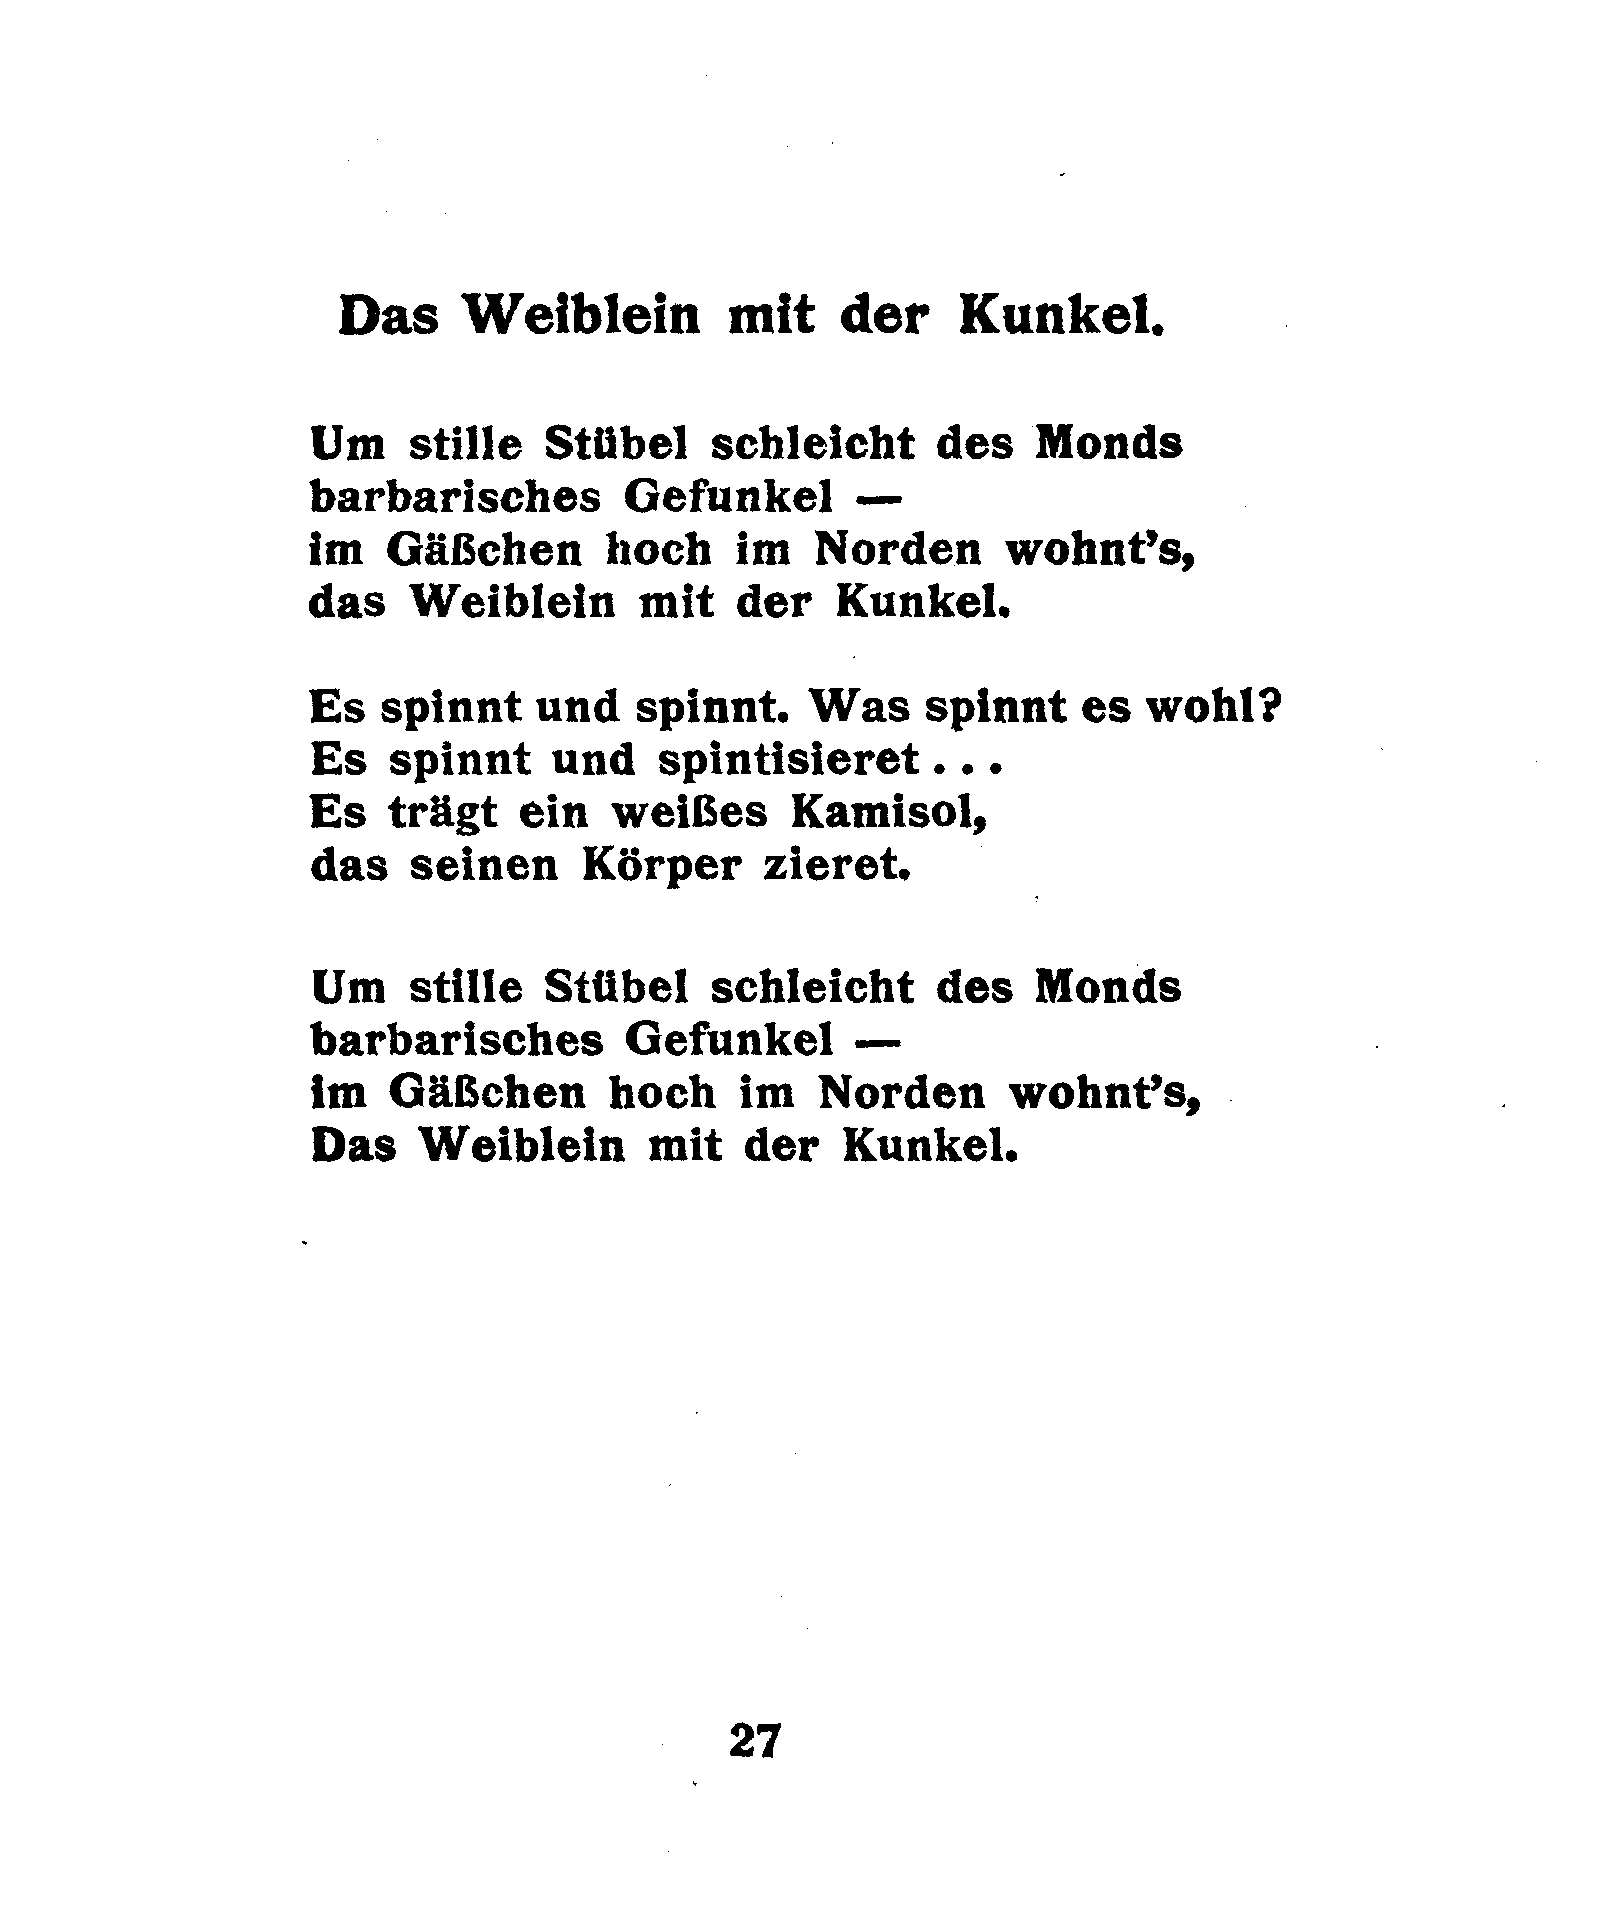 Das Weiblein mit der Kunkel.
Um stille Stübel schleicht des Monds
barbarisches Gefunkel —
im Gäßchen hoch im Norden wohnt's,
das Weiblein mit der Kunkel.
Es spinnt und spinnt. Was spinnt es wohl?
Es spinnt und spintisieret . . .
Es trägt ein weißes Kamisol,
das seinen Körper zieret.
Um stille Stübel schleicht des Monds
barbarisches Gefunkel —
im Gäßchen hoch im Norden wohnt's,
Das Weiblein mit der Kunkel.
27